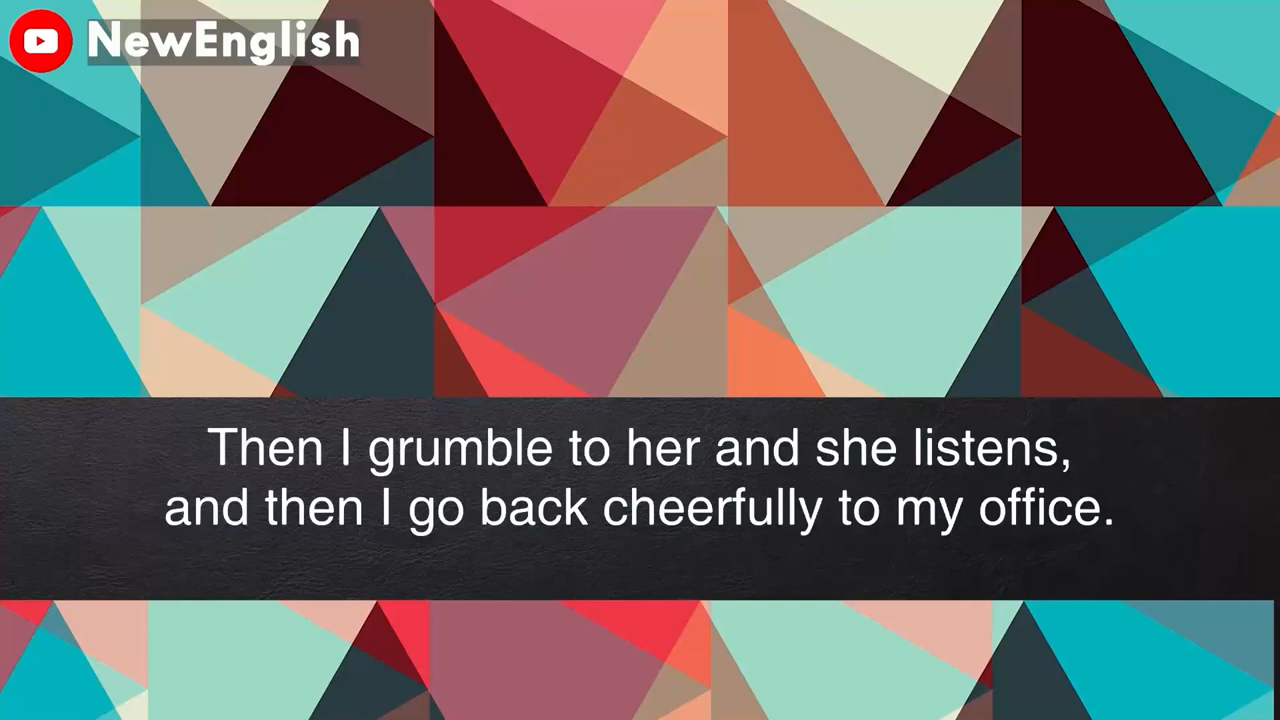 NewEnglish
Then I grumble to her and she listens,
and then I go back cheerfully to my office.